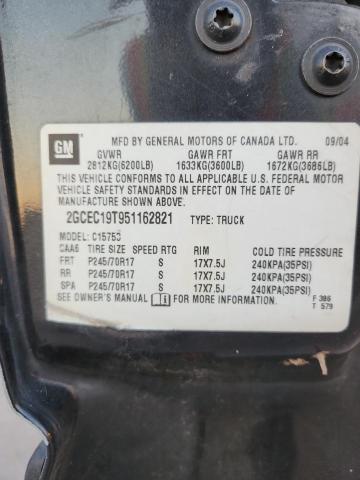 GM
MFD BY GENERAL MOTORS OF CANADA LTD. 09/04
GVWR GAWR FRT GAWR RR
2812KG(6200LB) 1633KG(3600LB) 1672KG(3686LB)
THIS VEHICLE CONFORMS TO ALL APPLICABLE U.S. FEDERAL MOTOR
VEHICLE SAFETY STANDARDS IN EFFECT ON THE DATE OF
MANUFACTURE SHOWN ABOVE.
2GCEC19T951162821 TYPE: TRUCK
MODEL: C15753
CAA6 TIRE SIZE SPEED RTG RIM COLD TIRE PRESSURE
FRT P245/70R17 S 17X7.5J 240KPA(35PSI)
RR P245/70R17 S 17X7.5J 240KPA(35PSI)
SPA P245/70R17 S 17X7.5J 240KPA(35PSI)
SEE OWNER'S MANUAL FOR MORE INFORMATION. F 386
T 579